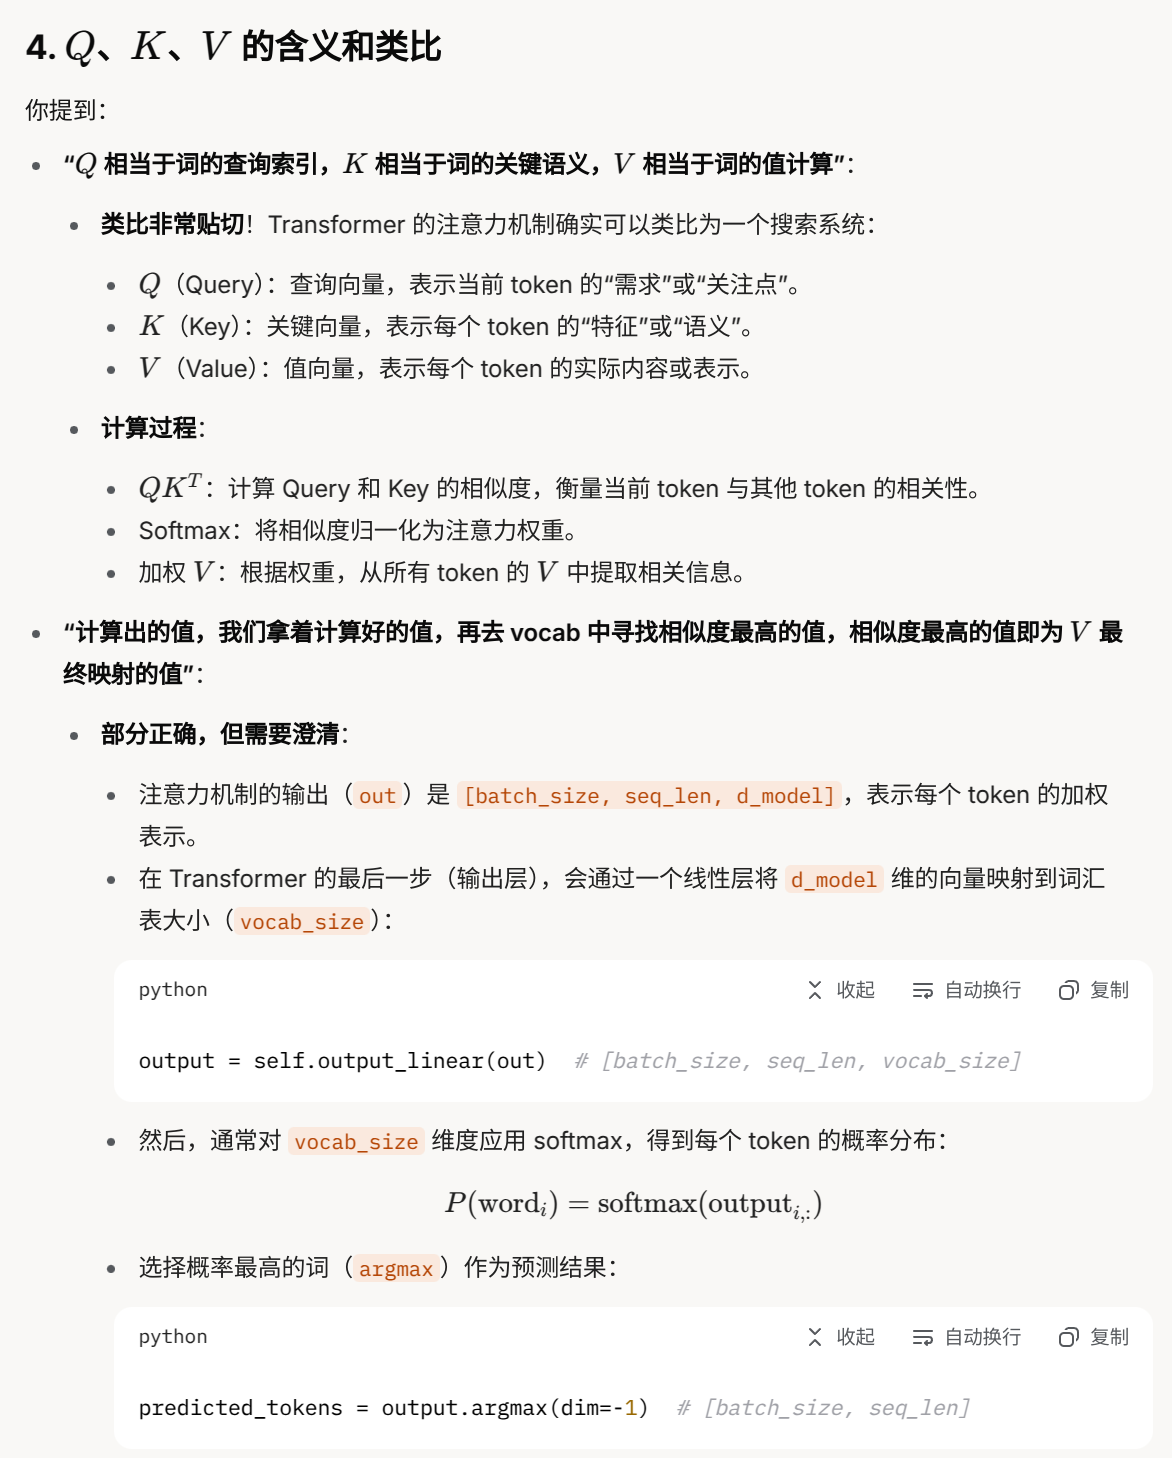 4. Q、K、V 的含义和类比
你提到：
“Q 相当于词的查询索引，K 相当于词的关键语义，V 相当于词的值计算”：
类比非常贴切！Transformer 的注意力机制确实可以类比为一个搜索系统：
Q（Query）：查询向量，表示当前 token 的“需求”或“关注点”。
K（Key）：关键向量，表示每个 token 的“特征”或“语义”。
V（Value）：值向量，表示每个 token 的实际内容或表示。
计算过程：
QK^T：计算 Query 和 Key 的相似度，衡量当前 token 与其他 token 的相关性。
Softmax：将相似度归一化为注意力权重。
加权 V：根据权重，从所有 token 的 V 中提取相关信息。
“计算出的值，我们拿着计算好的值，再去 vocab 中寻找相似度最高的值，相似度最高的值即为 V 最
终映射的值”：
部分正确，但需要澄清：
注意力机制的输出（out）是 [batch_size, seq_len, d_model]，表示每个 token 的加权
表示。
在 Transformer 的最后一步（输出层），会通过一个线性层将 d_model 维的向量映射到词汇
表大小（vocab_size）：
python 收起 自动换行 复制
output = self.output_linear(out)  # [batch_size, seq_len, vocab_size]
然后，通常对 vocab_size 维度应用 softmax，得到每个 token 的概率分布：
P(word_i) = softmax(output_{i,:})
选择概率最高的词（argmax）作为预测结果：
python 收起 自动换行 复制
predicted_tokens = output.argmax(dim=-1)  # [batch_size, seq_len]